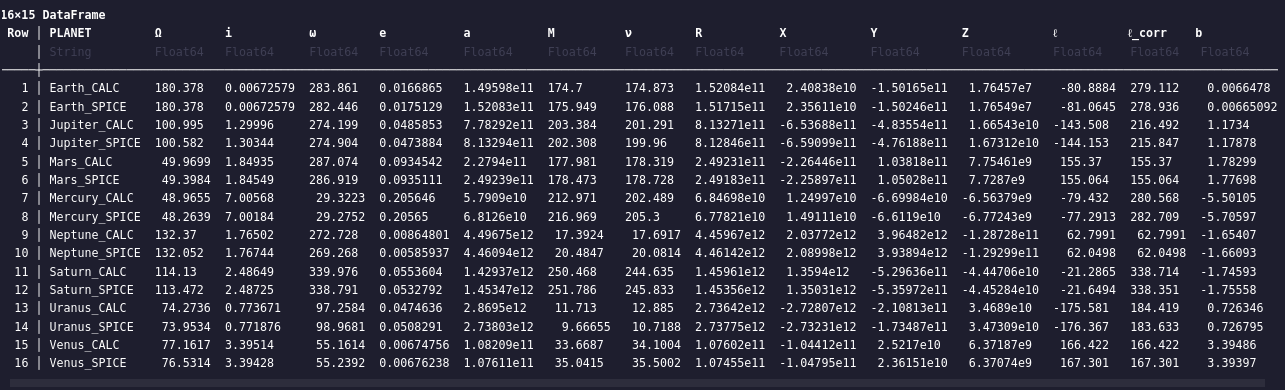 16×15 DataFrame
Row │ PLANET Ω i ω e a M ν R X Y Z ℓ ℓ_corr b
│ String Float64 Float64 Float64 Float64 Float64 Float64 Float64 Float64 Float64 Float64 Float64 Float64 Float64 Float64
1 │ Earth_CALC 180.378 0.00672579 283.861 0.0166865 1.49598e11 174.7 174.873 1.52084e11 2.40838e10 -1.50165e11 1.76457e7 -80.8884 279.112 0.0066478
2 │ Earth_SPICE 180.378 0.00672579 282.446 0.0175129 1.52083e11 175.949 176.088 1.51715e11 2.35611e10 -1.50246e11 1.76549e7 -81.0645 278.936 0.00665092
3 │ Jupiter_CALC 100.995 1.29996 274.199 0.0485853 7.78292e11 203.384 201.291 8.13271e11 -6.53688e11 -4.83554e11 1.66543e10 -143.508 216.492 1.1734
4 │ Jupiter_SPICE 100.582 1.30344 274.904 0.0473884 8.13294e11 202.308 199.96 8.12846e11 -6.59099e11 -4.76188e11 1.67312e10 -144.153 215.847 1.17878
5 │ Mars_CALC 49.9699 1.84935 287.074 0.0934542 2.2794e11 177.981 178.319 2.49231e11 -2.26446e11 1.03818e11 7.75461e9 155.37 155.37 1.78299
6 │ Mars_SPICE 49.3984 1.84549 286.919 0.0935111 2.49239e11 178.473 178.728 2.49183e11 -2.25897e11 1.05028e11 7.7287e9 155.064 155.064 1.77698
7 │ Mercury_CALC 48.9655 7.00568 29.3223 0.205646 5.7909e10 212.971 202.489 6.84698e10 1.24997e10 -6.69984e10 -6.56379e9 -79.432 280.568 -5.50105
8 │ Mercury_SPICE 48.2639 7.00184 29.2752 0.20565 6.8126e10 216.969 205.3 6.77821e10 1.49111e10 -6.6119e10 -6.77243e9 -77.2913 282.709 -5.70597
9 │ Neptune_CALC 132.37 1.76502 272.728 0.00864801 4.49675e12 17.3924 17.6917 4.45967e12 2.03772e12 3.96482e12 -1.28728e11 62.7991 62.7991 -1.65407
10 │ Neptune_SPICE 132.052 1.76744 269.268 0.00585937 4.46094e12 20.4847 20.0814 4.46142e12 2.08998e12 3.93894e12 -1.29299e11 62.0498 62.0498 -1.66093
11 │ Saturn_CALC 114.13 2.48649 339.976 0.0553604 1.42937e12 250.468 244.635 1.45961e12 1.3594e12 -5.29636e11 -4.44706e10 -21.2865 338.714 -1.74593
12 │ Saturn_SPICE 113.472 2.48725 338.791 0.0532792 1.45347e12 251.786 245.833 1.45356e12 1.35031e12 -5.35972e11 -4.45284e10 -21.6494 338.351 -1.75558
13 │ Uranus_CALC 74.2736 0.773671 97.2584 0.0474636 2.8695e12 11.713 12.885 2.73642e12 -2.72807e12 -2.10813e11 3.4689e10 -175.581 184.419 0.726346
14 │ Uranus_SPICE 73.9534 0.771876 98.9681 0.0508291 2.73803e12 9.66655 10.7188 2.73775e12 -2.73231e12 -1.73487e11 3.47309e10 -176.367 183.633 0.726795
15 │ Venus_CALC 77.1617 3.39514 55.1614 0.00674756 1.08209e11 33.6687 34.1004 1.07602e11 -1.04412e11 2.5217e10 6.37187e9 166.422 166.422 3.39486
16 │ Venus_SPICE 76.5314 3.39428 55.2392 0.00676238 1.07611e11 35.0415 35.5002 1.07455e11 -1.04795e11 2.36151e10 6.37074e9 167.301 167.301 3.39397